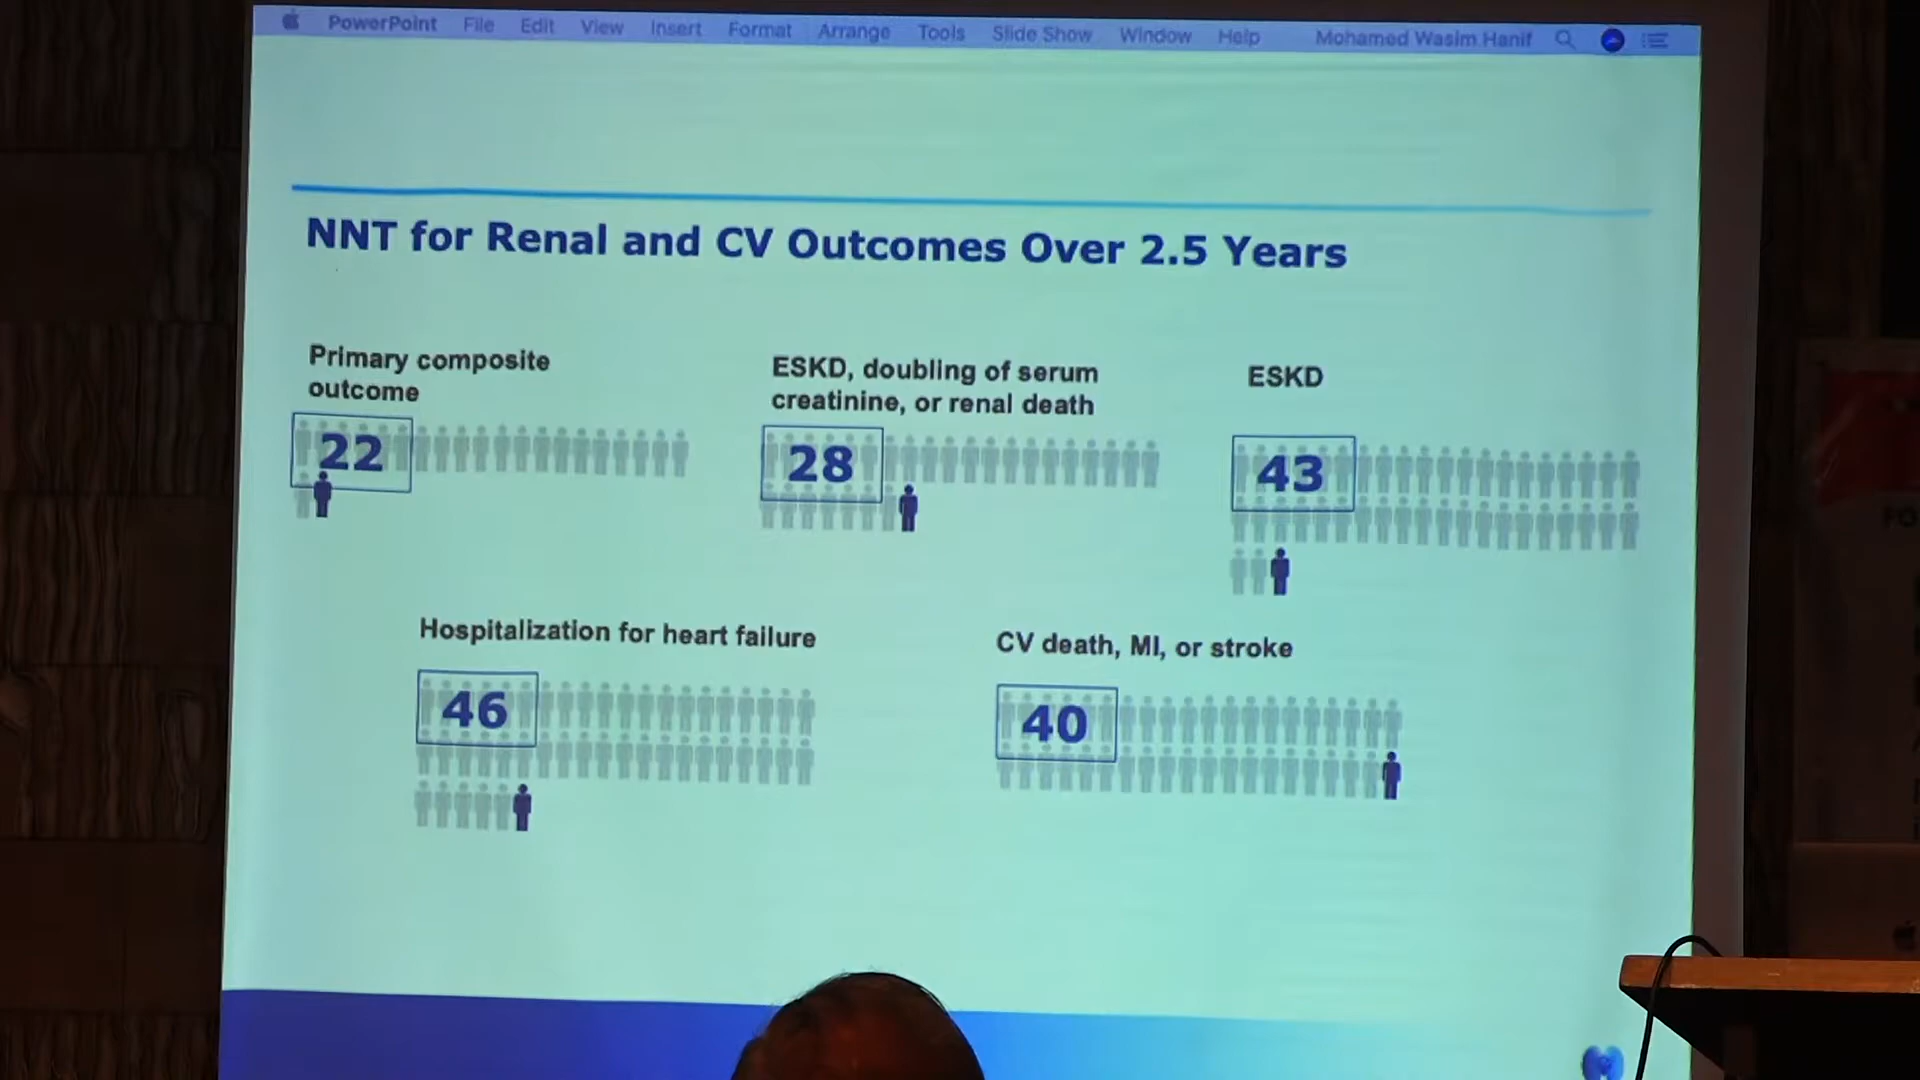 PowerPoint File Edit View Insert Format Arrange Tools Slide Show Window Help Mohamed Wasim Hanif
NNT for Renal and CV Outcomes Over 2.5 Years
Primary composite
outcome
22
ESKD, doubling of serum
creatinine, or renal death
28
ESKD
43
Hospitalization for heart failure
46
CV death, MI, or stroke
40
FO